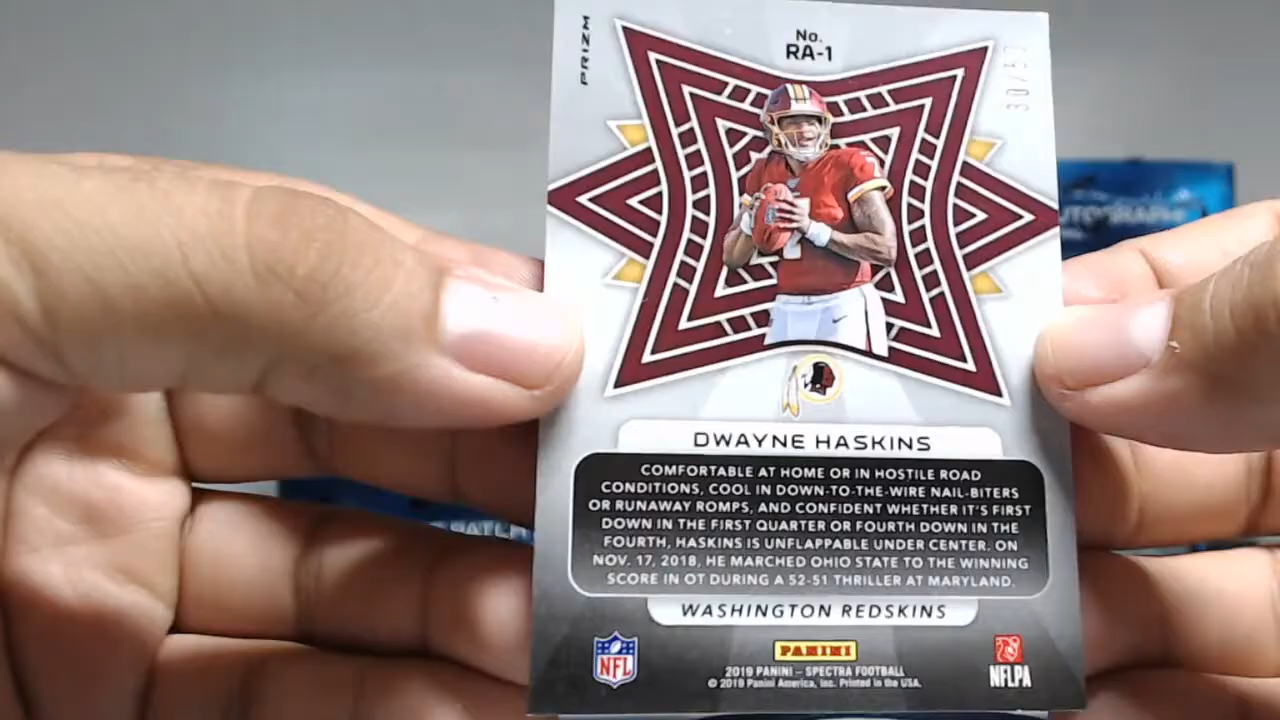 PRIZM
No.
RA-1
DWAYNE HASKINS
COMFORTABLE AT HOME OR IN HOSTILE ROAD
CONDITIONS, COOL IN DOWN-TO-THE-WIRE NAIL-BITERS
OR RUNAWAY ROMPS, AND CONFIDENT WHETHER IT'S FIRST
DOWN IN THE FIRST QUARTER OR FOURTH DOWN IN THE
FOURTH, HASKINS IS UNFLAPPABLE UNDER CENTER. ON
NOV. 17, 2018, HE MARCHED OHIO STATE TO THE WINNING
SCORE IN OT DURING A 52-51 THRILLER AT MARYLAND.
WASHINGTON REDSKINS
NFL
PANINI
NFLPA
2019 PANINI – SPECTRA FOOTBALL
© 2019 Panini America, Inc. Printed in the USA.